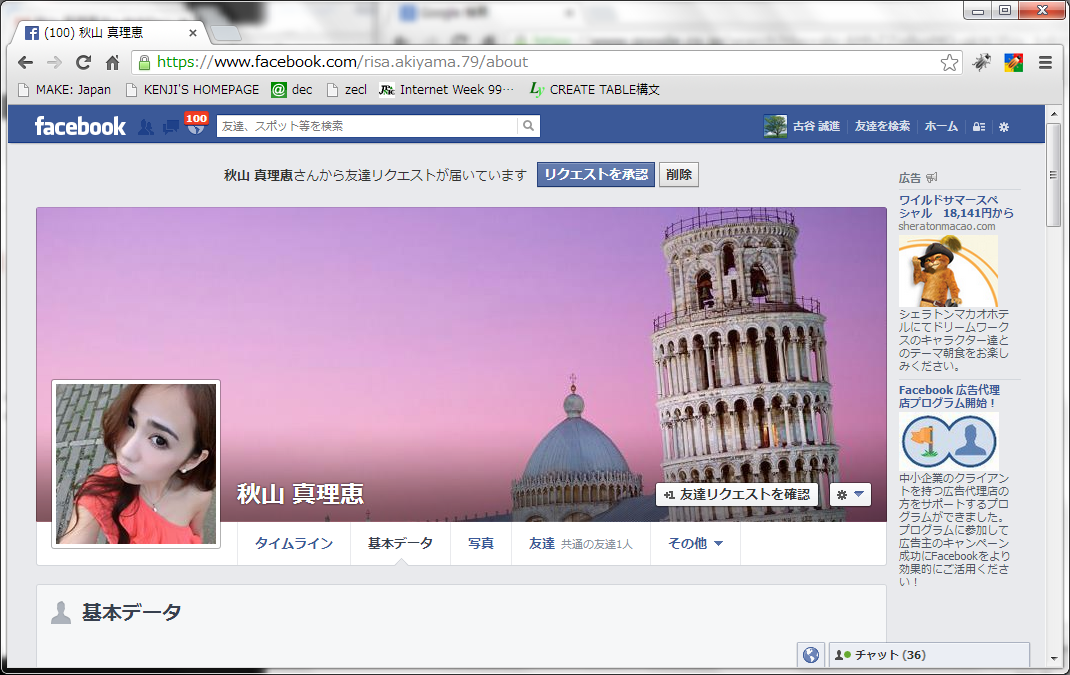 (100) 秋山 真理恵
https://www.facebook.com/risa.akiyama.79/about
MAKE: Japan
KENJI'S HOMEPAGE
dec
zecl
Internet Week 99…
CREATE TABLE構文
facebook
100
友達、スポット等を検索
古谷 誠進
友達を検索
ホーム
秋山 真理恵さんから友達リクエストが届いています
リクエストを承認
削除
秋山 真理恵
友達リクエストを確認
タイムライン
基本データ
写真
友達 共通の友達1人
その他
基本データ
広告
ワイルドサマースペ
シャル 18,141円から
sheratonmacao.com
シェラトンマカオホテ
ルにてドリームワーク
スのキャラクター達と
のテーマ朝食をお楽し
みください。
Facebook 広告代理
店プログラム開始！
中小企業のクライアン
トを持つ広告代理店の
方をサポートするプロ
グラムができました。
プログラムに参加して
広告主のキャンペーン
成功にFacebookをより
効果的にご活用くださ
い！
チャット (36)